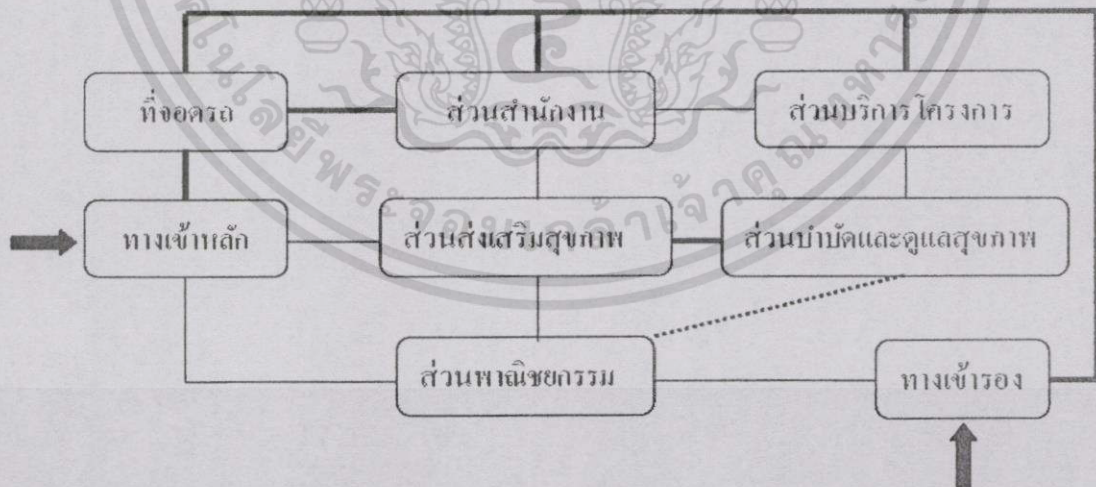 ที่จอดรถ
ส่วนสำนักงาน
ส่วนบริการโครงการ
ทางเข้าหลัก
ส่วนส่งเสริมสุขภาพ
ส่วนบำบัดและดูแลสุขภาพ
ส่วนพาณิชยกรรม
ทางเข้ารอง